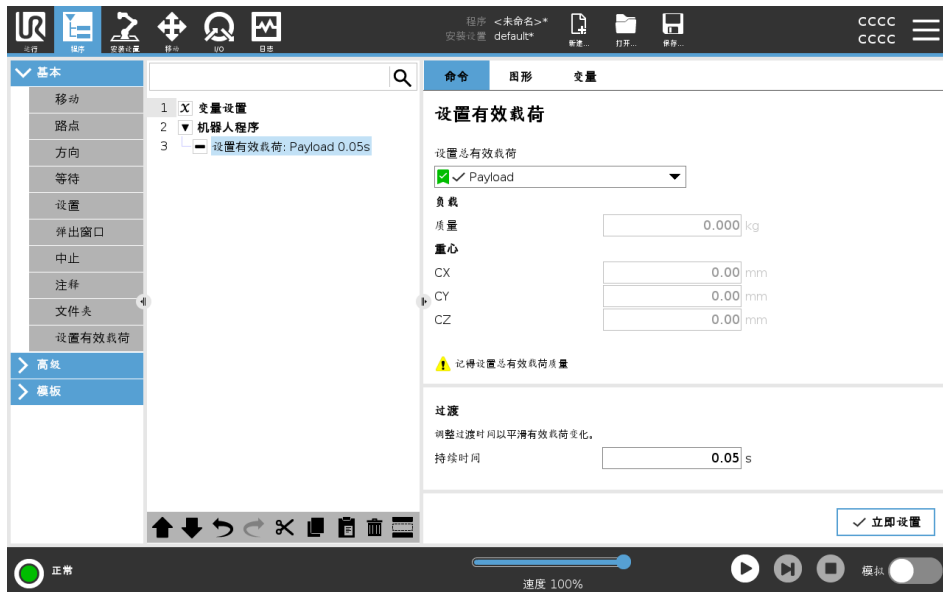 UR
运行
程序
安装设置
移动
I/O
日志
程序 <未命名>*
安装设置 default*
新建...
打开...
保存...
cccc
cccc
基本
移动
路点
方向
等待
设置
弹出窗口
中止
注释
文件夹
设置有效载荷
高级
模板
1 X 变量设置
2 机器人程序
3 设置有效载荷: Payload 0.05s
命令 图形 变量
设置有效载荷
设置总有效载荷
Payload
负载
质量 0.000 kg
重心
CX 0.00 mm
CY 0.00 mm
CZ 0.00 mm
记得设置总有效载荷质量
过渡
调整过渡时间以平滑有效载荷变化。
持续时间 0.05 s
立即设置
正常
速度 100%
模拟